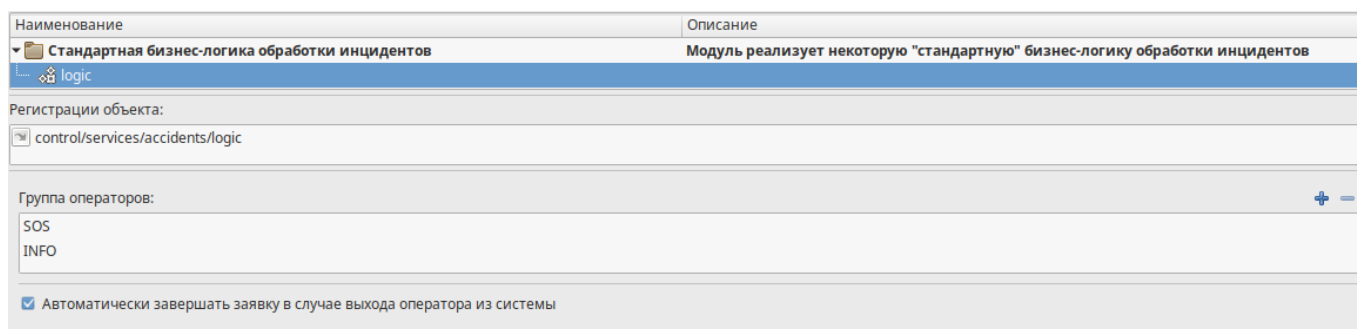 Наименование Описание
Стандартная бизнес-логика обработки инцидентов Модуль реализует некоторую "стандартную" бизнес-логику обработки инцидентов
logic
Регистрации объекта:
control/services/accidents/logic
Группа операторов:
SOS
INFO
Автоматически завершать заявку в случае выхода оператора из системы